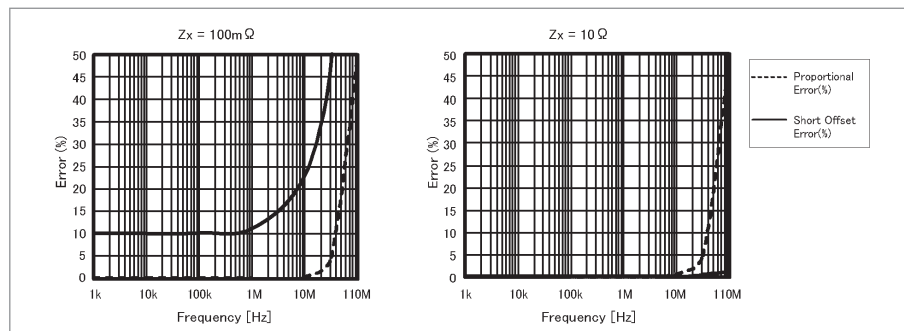 Zx = 100mΩ
50
45
40
35
30
25
20
15
10
5
0
Error (%)
1k 10k 100k 1M 10M 110M
Frequency [Hz]
Zx = 10Ω
50
45
40
35
30
25
20
15
10
5
0
Error (%)
1k 10k 100k 1M 10M 110M
Frequency [Hz]
Proportional
Error(%)
Short Offset
Error(%)